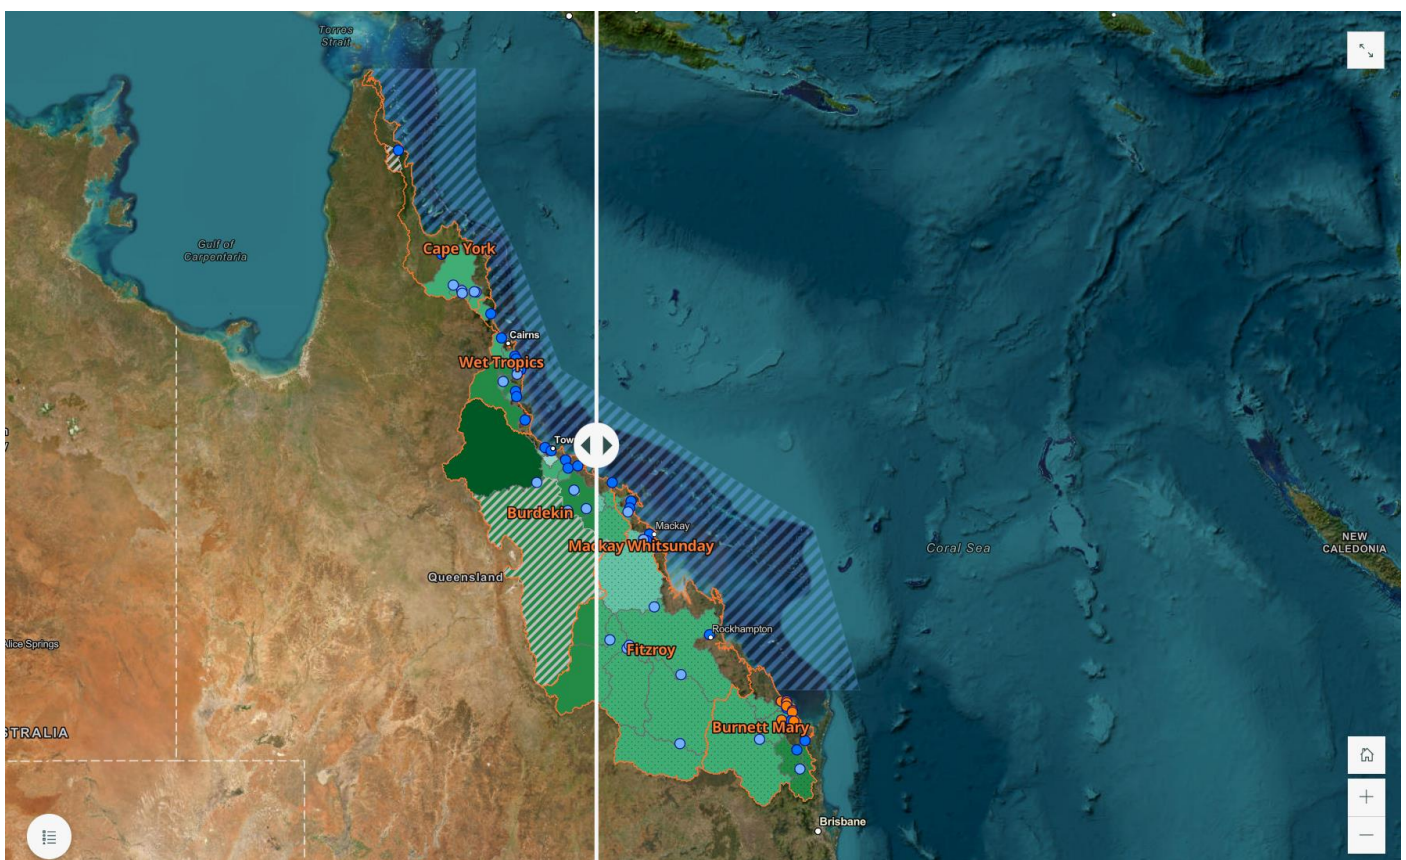 Torres
Strait
Gulf of
Carpentaria
Cape York
Cairns
Wet Tropics
Tow
Burdekin
Mackay
Mackay Whitsunday
Coral Sea
NEW
CALEDONIA
Queensland
Rockhampton
Alice Springs
Fitzroy
STRALIA
Burnett Mary
Brisbane